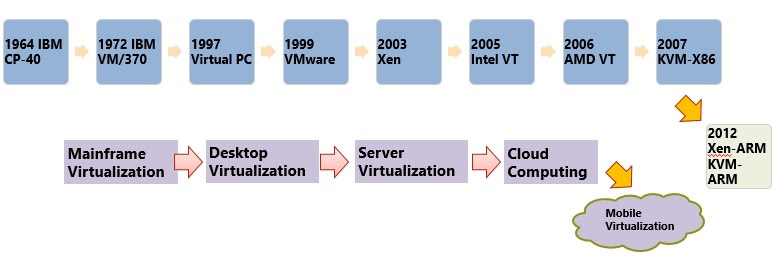 1964 IBM
CP-40
1972 IBM
VM/370
1997
Virtual PC
1999
VMware
2003
Xen
2005
Intel VT
2006
AMD VT
2007
KVM-X86
2012
Xen-ARM
KVM-
ARM
Mainframe
Virtualization
Desktop
Virtualization
Server
Virtualization
Cloud
Computing
Mobile
Virtualization